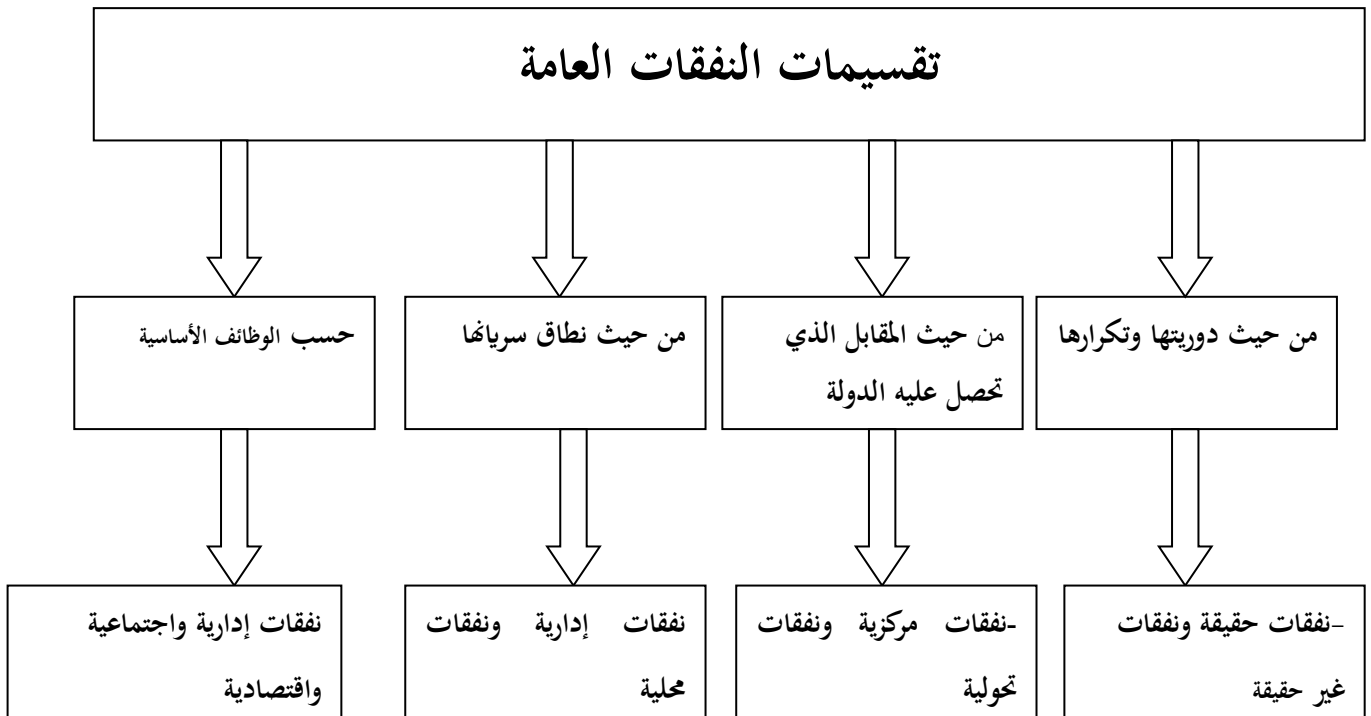 تقسيمات النفقات العامة
من حيث دوريتها وتكرارها
من حيث المقابل الذي
تحصل عليه الدولة
من حيث نطاق سريانها
حسب الوظائف الأساسية
-نفقات حقيقة ونفقات
غير حقيقة
-نفقات مركزية ونفقات
تحولية
نفقات إدارية ونفقات
محلية
نفقات إدارية واجتماعية
واقتصادية